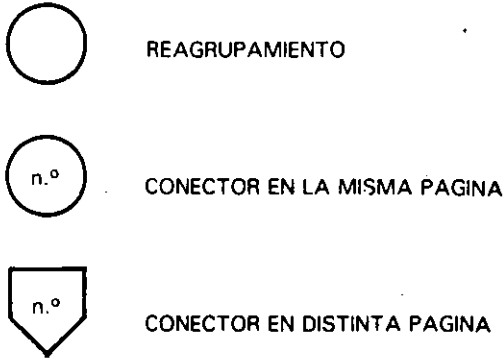 REAGRUPAMIENTO
n.º CONECTOR EN LA MISMA PAGINA
n.º CONECTOR EN DISTINTA PAGINA